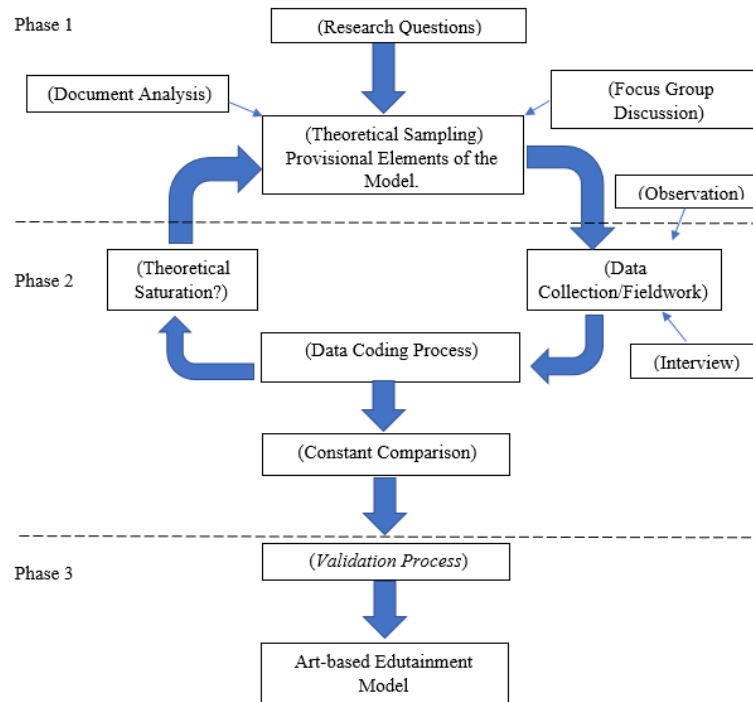 Phase 1
(Research Questions)
(Document Analysis)
(Focus Group
Discussion)
(Theoretical Sampling)
Provisional Elements of the
Model.
(Observation)
Phase 2
(Theoretical
Saturation?)
(Data
Collection/Fieldwork)
(Data Coding Process)
(Interview)
(Constant Comparison)
Phase 3
(Validation Process)
Art-based Edutainment
Model